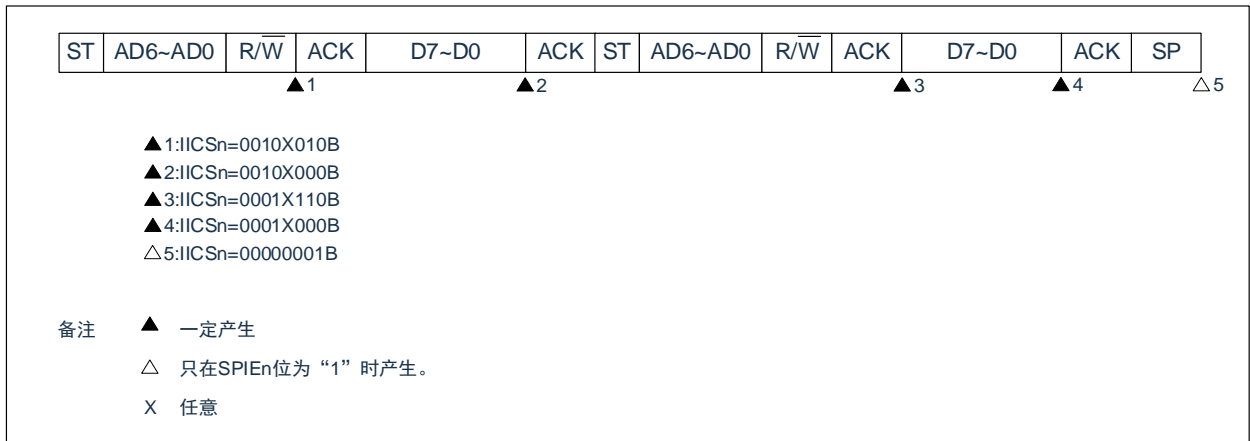 ST AD6~AD0 R/W̅ ACK D7~D0 ACK ST AD6~AD0 R/W̅ ACK D7~D0 ACK SP
▲1 ▲2 ▲3 ▲4 △5
▲1:IICSn=0010X010B
▲2:IICSn=0010X000B
▲3:IICSn=0001X110B
▲4:IICSn=0001X000B
△5:IICSn=00000001B
备注 ▲ 一定产生
△ 只在SPIEn位为“1”时产生。
X 任意